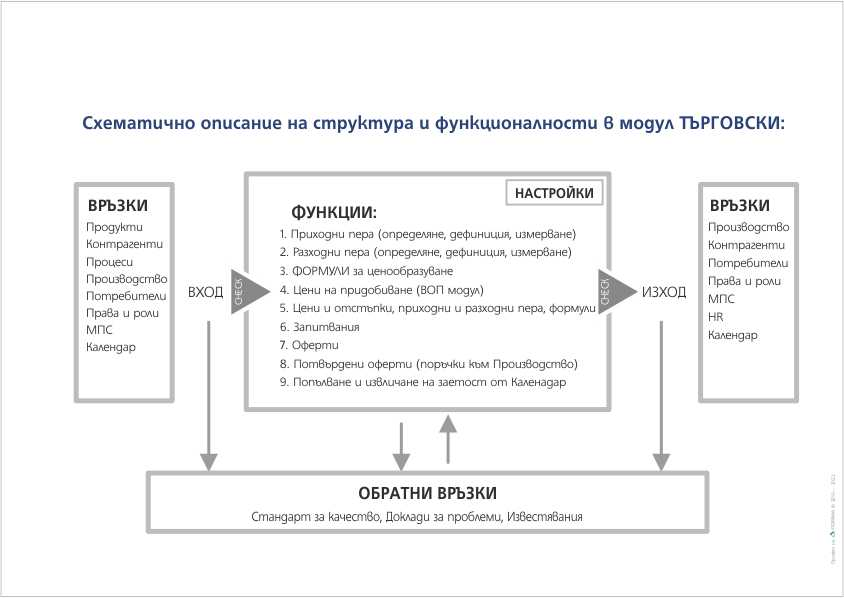 Схематично описание на структура и функционалности в модул ТЪРГОВСКИ:
ВРЪЗКИ
Продукти
Контрагенти
Процеси
Производство
Потребители
Права и роли
МПС
Календар
ВХОД
CHECK
НАСТРОЙКИ
ФУНКЦИИ:
1. Приходни пера (определяне, дефиниция, измерване)
2. Разходни пера (определяне, дефиниция, измерване)
3. ФОРМУЛИ за ценообразуване
4. Цени на придобиване (ВОП модул)
5. Цени и отстъпки, приходни и разходни пера, формули
6. Запитвания
7. Оферти
8. Потвърдени оферти (поръчки към Производство)
9. Попълване и извличане на заетост от Каленадар
CHECK
ИЗХОД
ВРЪЗКИ
Производство
Контрагенти
Потребители
Права и роли
МПС
HR
Календар
ОБРАТНИ ВРЪЗКИ
Стандарт за качество, Доклади за проблеми, Известявания